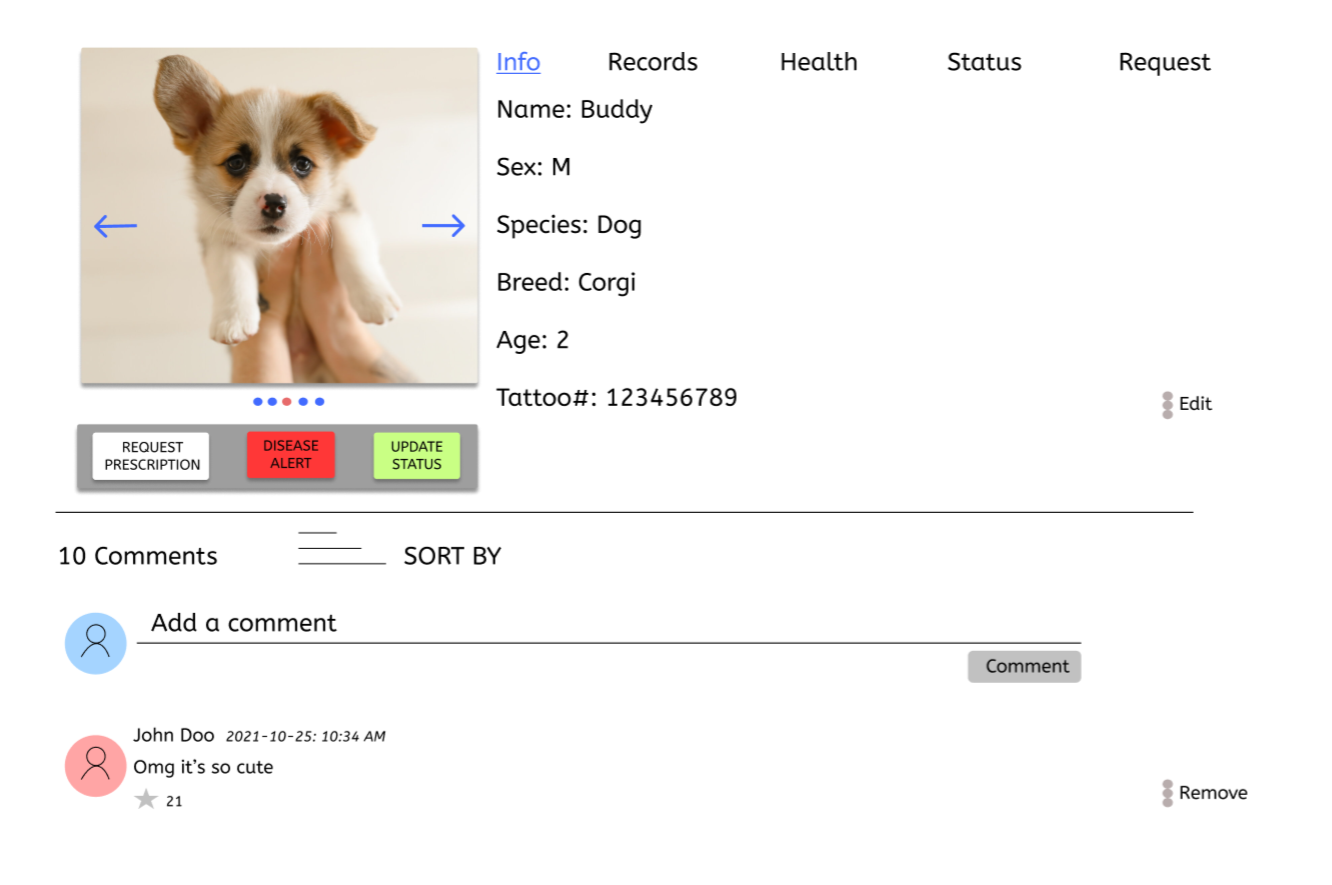 Info Records Health Status Request
Name: Buddy
Sex: M
Species: Dog
Breed: Corgi
Age: 2
Tattoo#: 123456789
Edit
REQUEST
PRESCRIPTION
DISEASE
ALERT
UPDATE
STATUS
10 Comments
SORT BY
Add a comment
Comment
John Doo 2021-10-25: 10:34 AM
Omg it's so cute
21
Remove